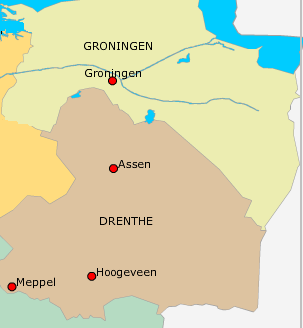 GRONINGEN
Groningen
Assen
DRENTHE
Hoogeveen
Meppel